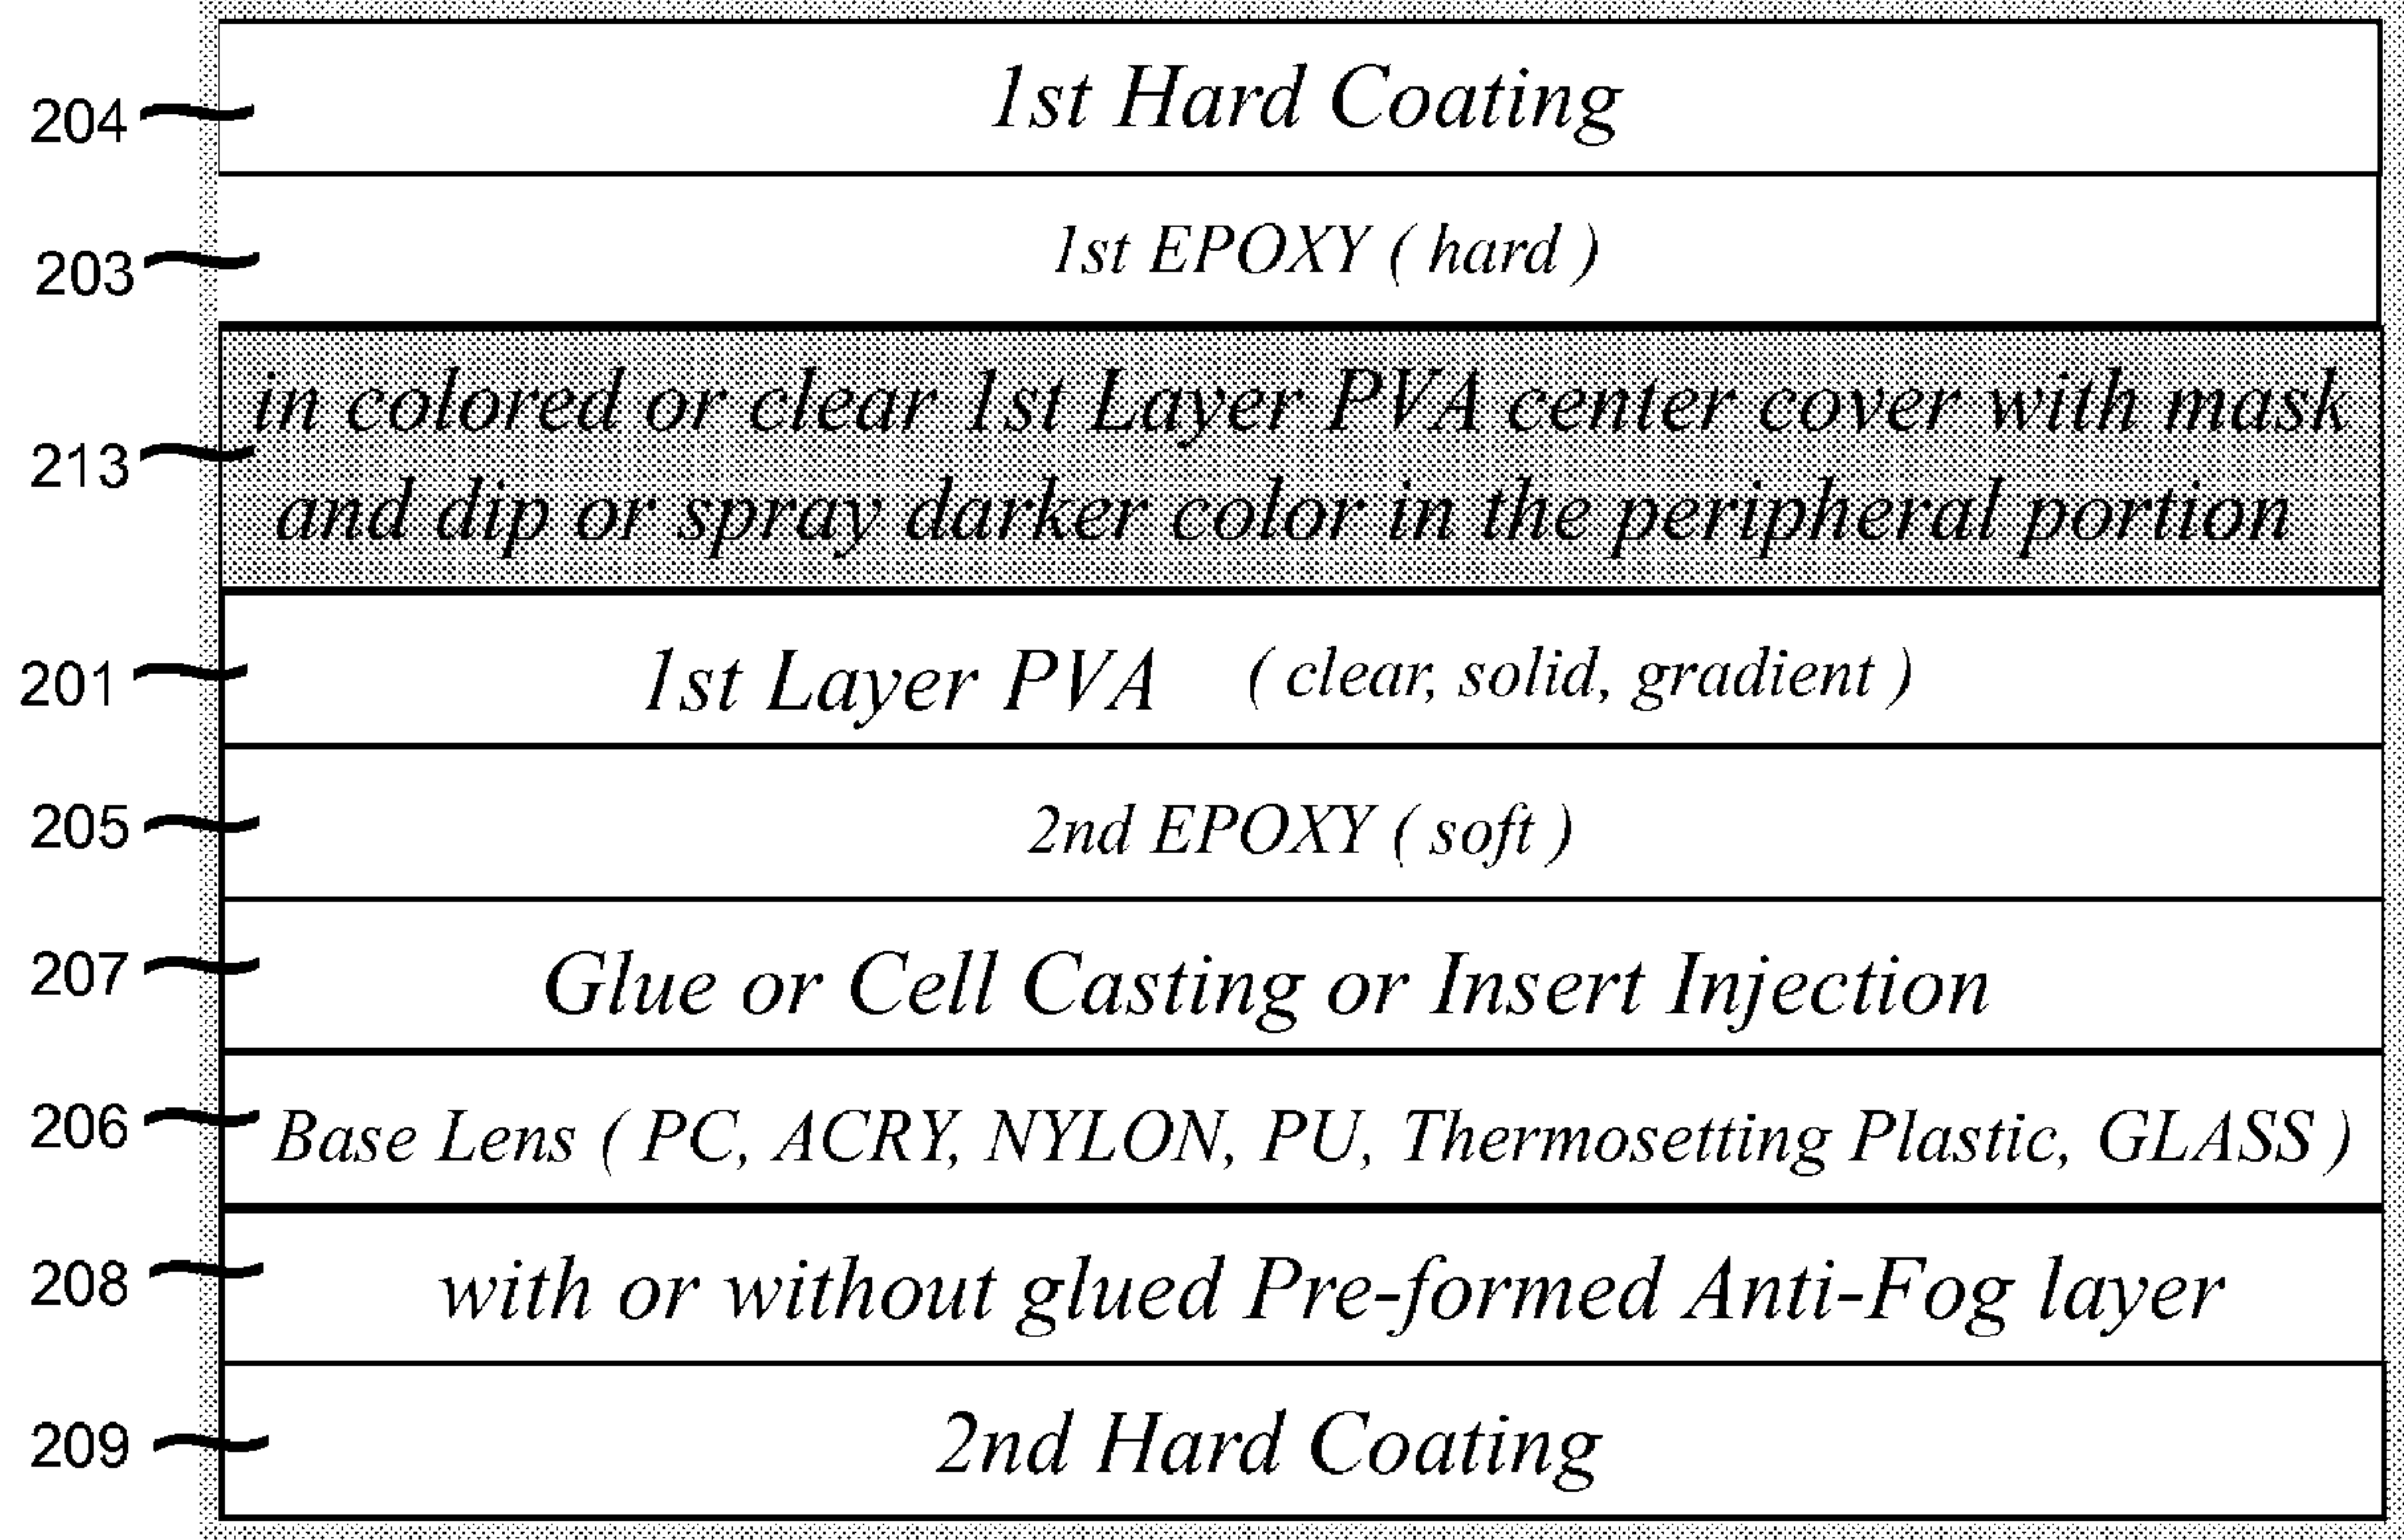 204 1st Hard Coating
203 1st EPOXY ( hard )
in colored or clear 1st Layer PVA center cover with mask
213
and dip or spray darker color in the peripheral portion
201 1st Layer PVA ( clear, solid, gradient )
205 2nd EPOXY ( soft )
207 Glue or Cell Casting or Insert Injection
206 Base Lens ( PC, ACRY, NYLON, PU, Thermosetting Plastic, GLASS )
208 with or without glued Pre-formed Anti-Fog layer
209 2nd Hard Coating